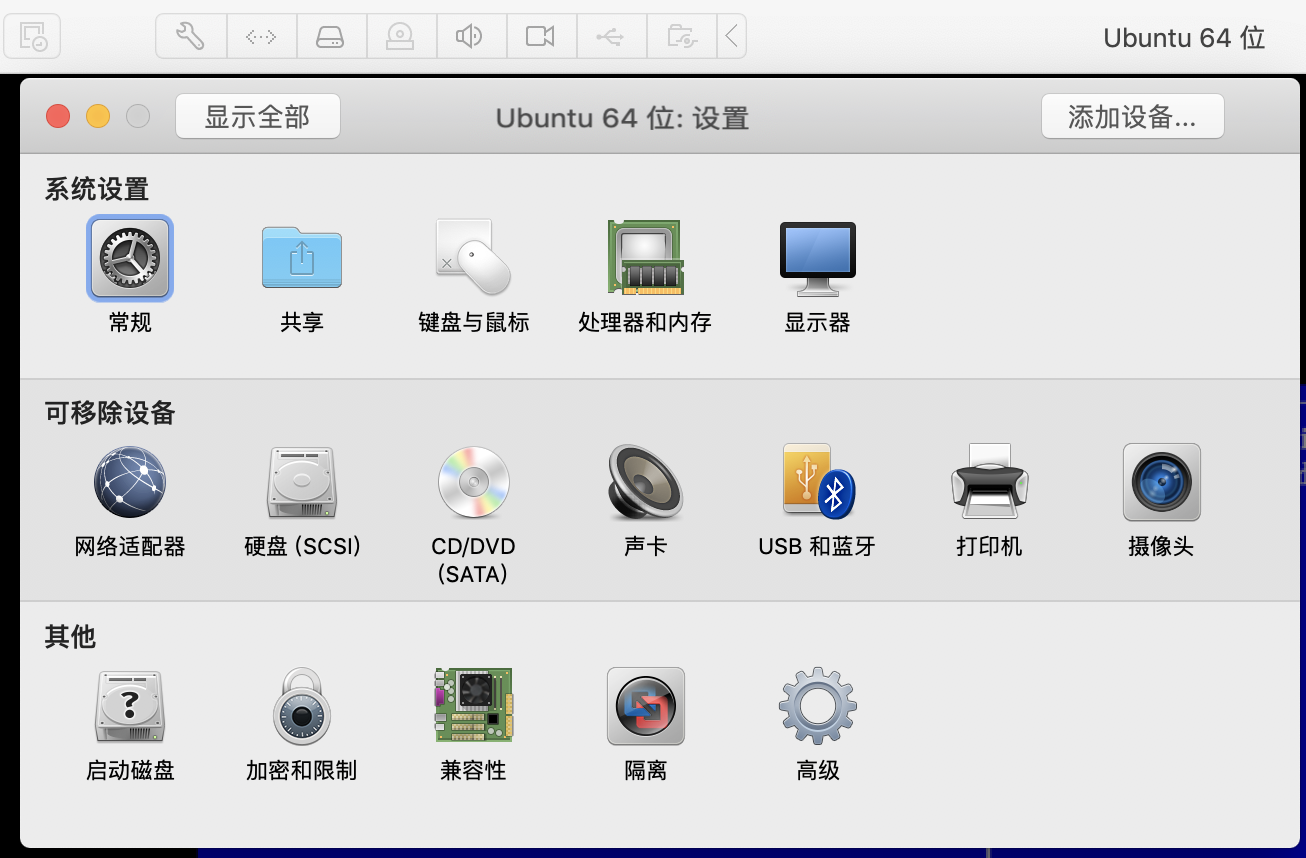 Ubuntu 64 位
显示全部
Ubuntu 64 位: 设置
添加设备...
系统设置
常规
共享
键盘与鼠标
处理器和内存
显示器
可移除设备
网络适配器
硬盘 (SCSI)
CD/DVD
(SATA)
声卡
USB 和蓝牙
打印机
摄像头
其他
?
启动磁盘
加密和限制
兼容性
隔离
高级